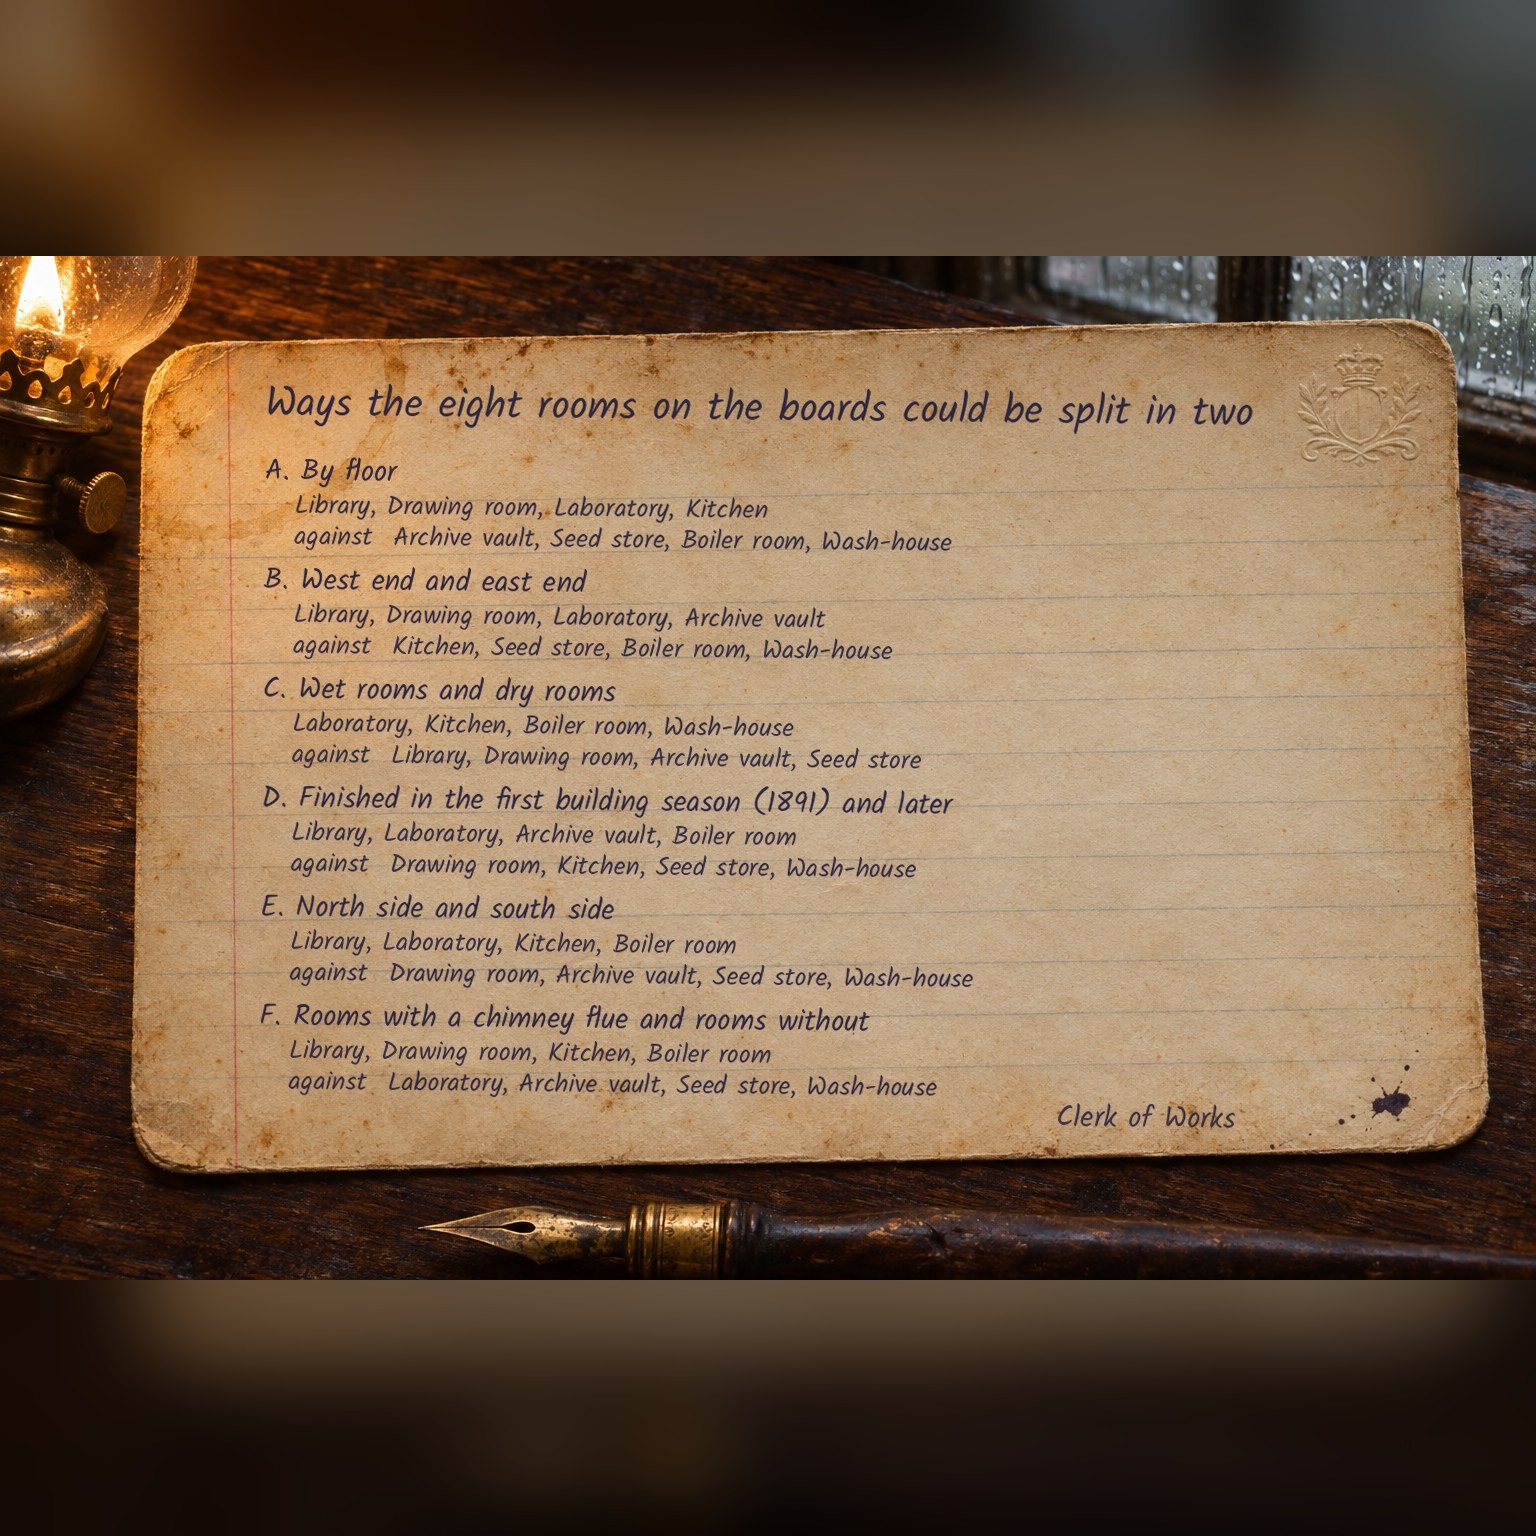 Ways the eight rooms on the boards could be split in two
A. By floor
Library, Drawing room, Laboratory, Kitchen
against Archive vault, Seed store, Boiler room, Wash-house
B. West end and east end
Library, Drawing room, Laboratory, Archive vault
against Kitchen, Seed store, Boiler room, Wash-house
C. Wet rooms and dry rooms
Laboratory, Kitchen, Boiler room, Wash-house
against Library, Drawing room, Archive vault, Seed store
D. Finished in the first building season (1891) and later
Library, Laboratory, Archive vault, Boiler room
against Drawing room, Kitchen, Seed store, Wash-house
E. North side and south side
Library, Laboratory, Kitchen, Boiler room
against Drawing room, Archive vault, Seed store, Wash-house
F. Rooms with a chimney flue and rooms without
Library, Drawing room, Kitchen, Boiler room
against Laboratory, Archive vault, Seed store, Wash-house
Clerk of Works